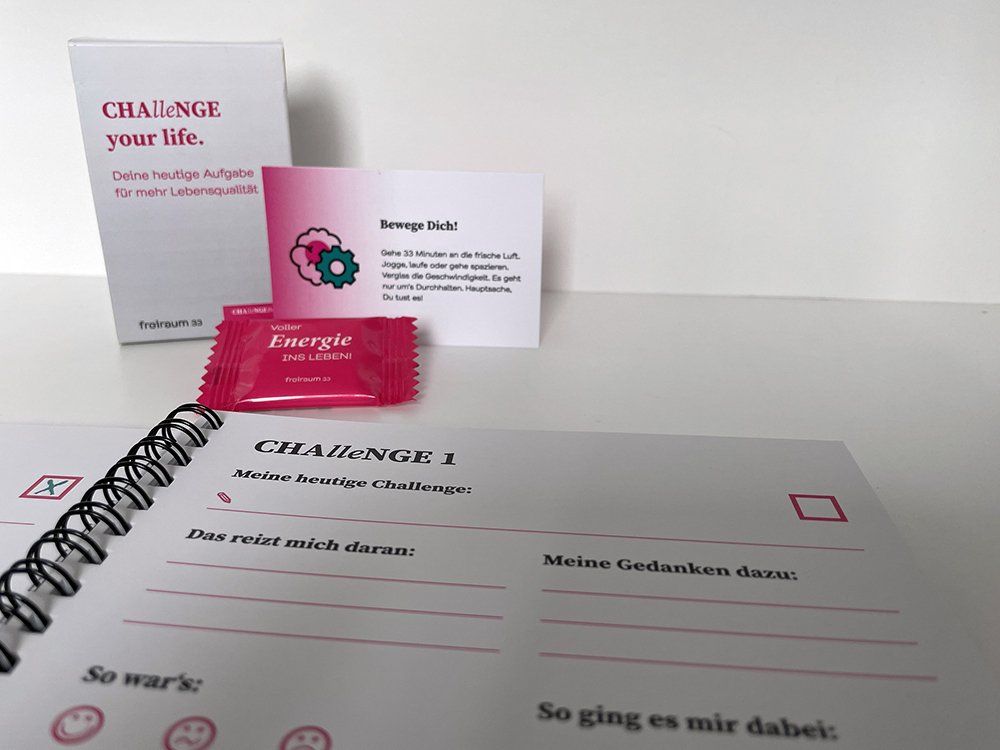 CHAlleNGE
your life.
Deine heutige Aufgabe
für mehr Lebensqualität
froiraum 33
Bewege Dich!
Gehe 33 Minuten an die frische Luft.
Jogge, laufe oder gehe spazieren.
Vergiss die Geschwindigkeit. Es geht
nur um's Durchhalten. Hauptsache,
Du tust es!
CHAlleNGE
Voller
Energie
INS LEBEN!
froiraum 33
CHAlleNGE 1
Meine heutige Challenge:
Das reizt mich daran:
Meine Gedanken dazu:
So war's:
So ging es mir dabei: